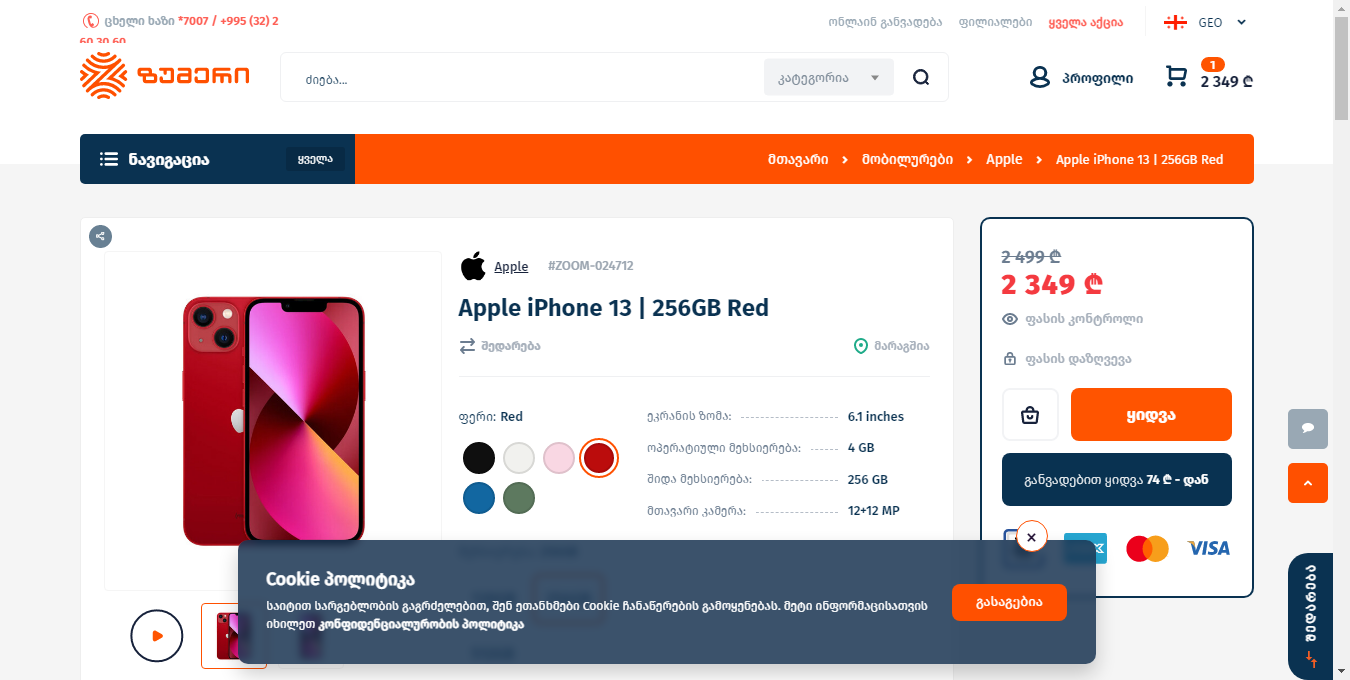 ცხელი ხაზი *7007 / +995 (32) 2
60 30 60
ონლაინ განვადება ფილიალები ყველა აქცია GEO
ზუმერი
ძიება... კატეგორია პროფილი 1
2 349 ₾
ნავიგაცია ყველა მთავარი > მობილურები > Apple > Apple iPhone 13 | 256GB Red
Apple #ZOOM-024712
Apple iPhone 13 | 256GB Red
შედარება მარაგშია
ფერი: Red
ეკრანის ზომა: 6.1 inches
ოპერატიული მეხსიერება: 4 GB
შიდა მეხსიერება: 256 GB
მთავარი კამერა: 12+12 MP
2 499 ₾
2 349 ₾
ფასის კონტროლი
ფასის დაზღვევა
ყიდვა
განვადებით ყიდვა 74 ₾ - დან
VISA
შედარება
Cookie პოლიტიკა
საიტით სარგებლობის გაგრძელებით, შენ ეთანხმები Cookie ჩანაწერების გამოყენებას. მეტი ინფორმაციისათვის
იხილეთ კონფიდენციალურობის პოლიტიკა
გასაგებია